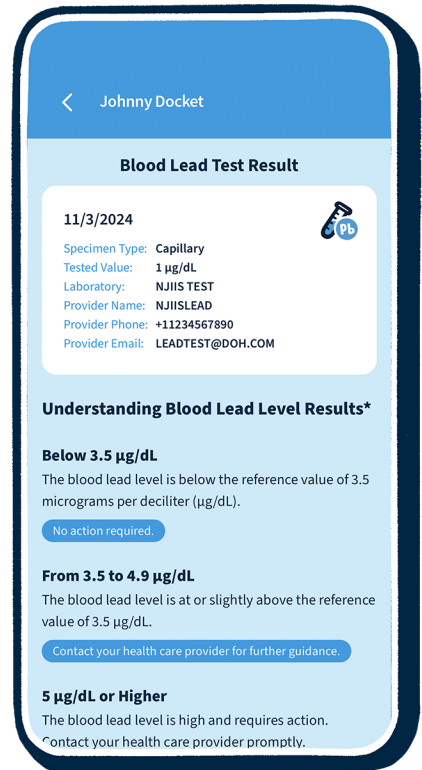 Johnny Docket
Blood Lead Test Result
11/3/2024
Pb
Specimen Type: Capillary
Tested Value: 1 µg/dL
Laboratory: NJIIS TEST
Provider Name: NJIISLEAD
Provider Phone: +11234567890
Provider Email: LEADTEST@DOH.COM
Understanding Blood Lead Level Results*
Below 3.5 µg/dL
The blood lead level is below the reference value of 3.5
micrograms per deciliter (µg/dL).
No action required.
From 3.5 to 4.9 µg/dL
The blood lead level is at or slightly above the reference
value of 3.5 µg/dL.
Contact your health care provider for further guidance.
5 µg/dL or Higher
The blood lead level is high and requires action.
Contact your health care provider promptly.